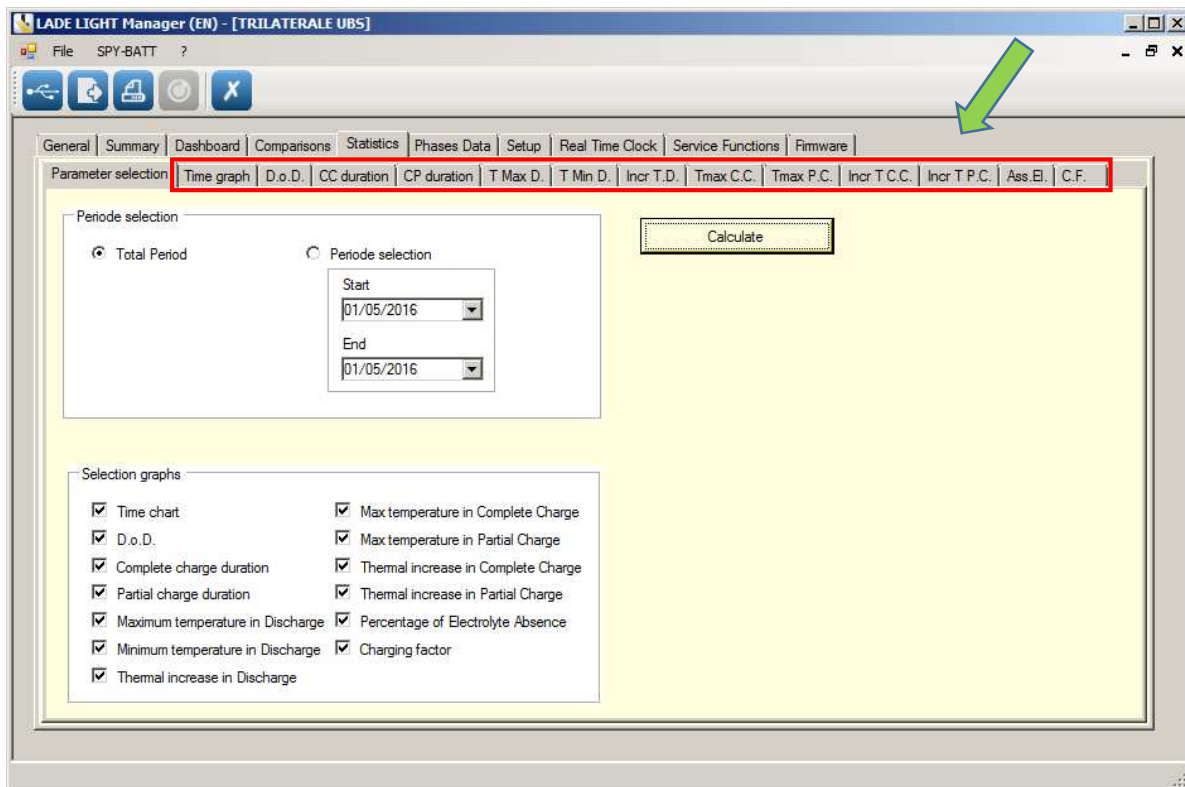 LADE LIGHT Manager (EN) - [TRILATERALE UBS]
File SPY-BATT ?
General Summary Dashboard Comparisons Statistics Phases Data Setup Real Time Clock Service Functions Firmware
Parameter selection Time graph D.o.D. CC duration CP duration T Max D. T Min D. Incr T.D. Tmax C.C. Tmax P.C. Incr T C.C. Incr T P.C. Ass.El. C.F.
Periode selection
Total Period Periode selection
Start
01/05/2016
End
01/05/2016
Calculate
Selection graphs
Time chart Max temperature in Complete Charge
D.o.D. Max temperature in Partial Charge
Complete charge duration Thermal increase in Complete Charge
Partial charge duration Thermal increase in Partial Charge
Maximum temperature in Discharge Percentage of Electrolyte Absence
Minimum temperature in Discharge Charging factor
Thermal increase in Discharge